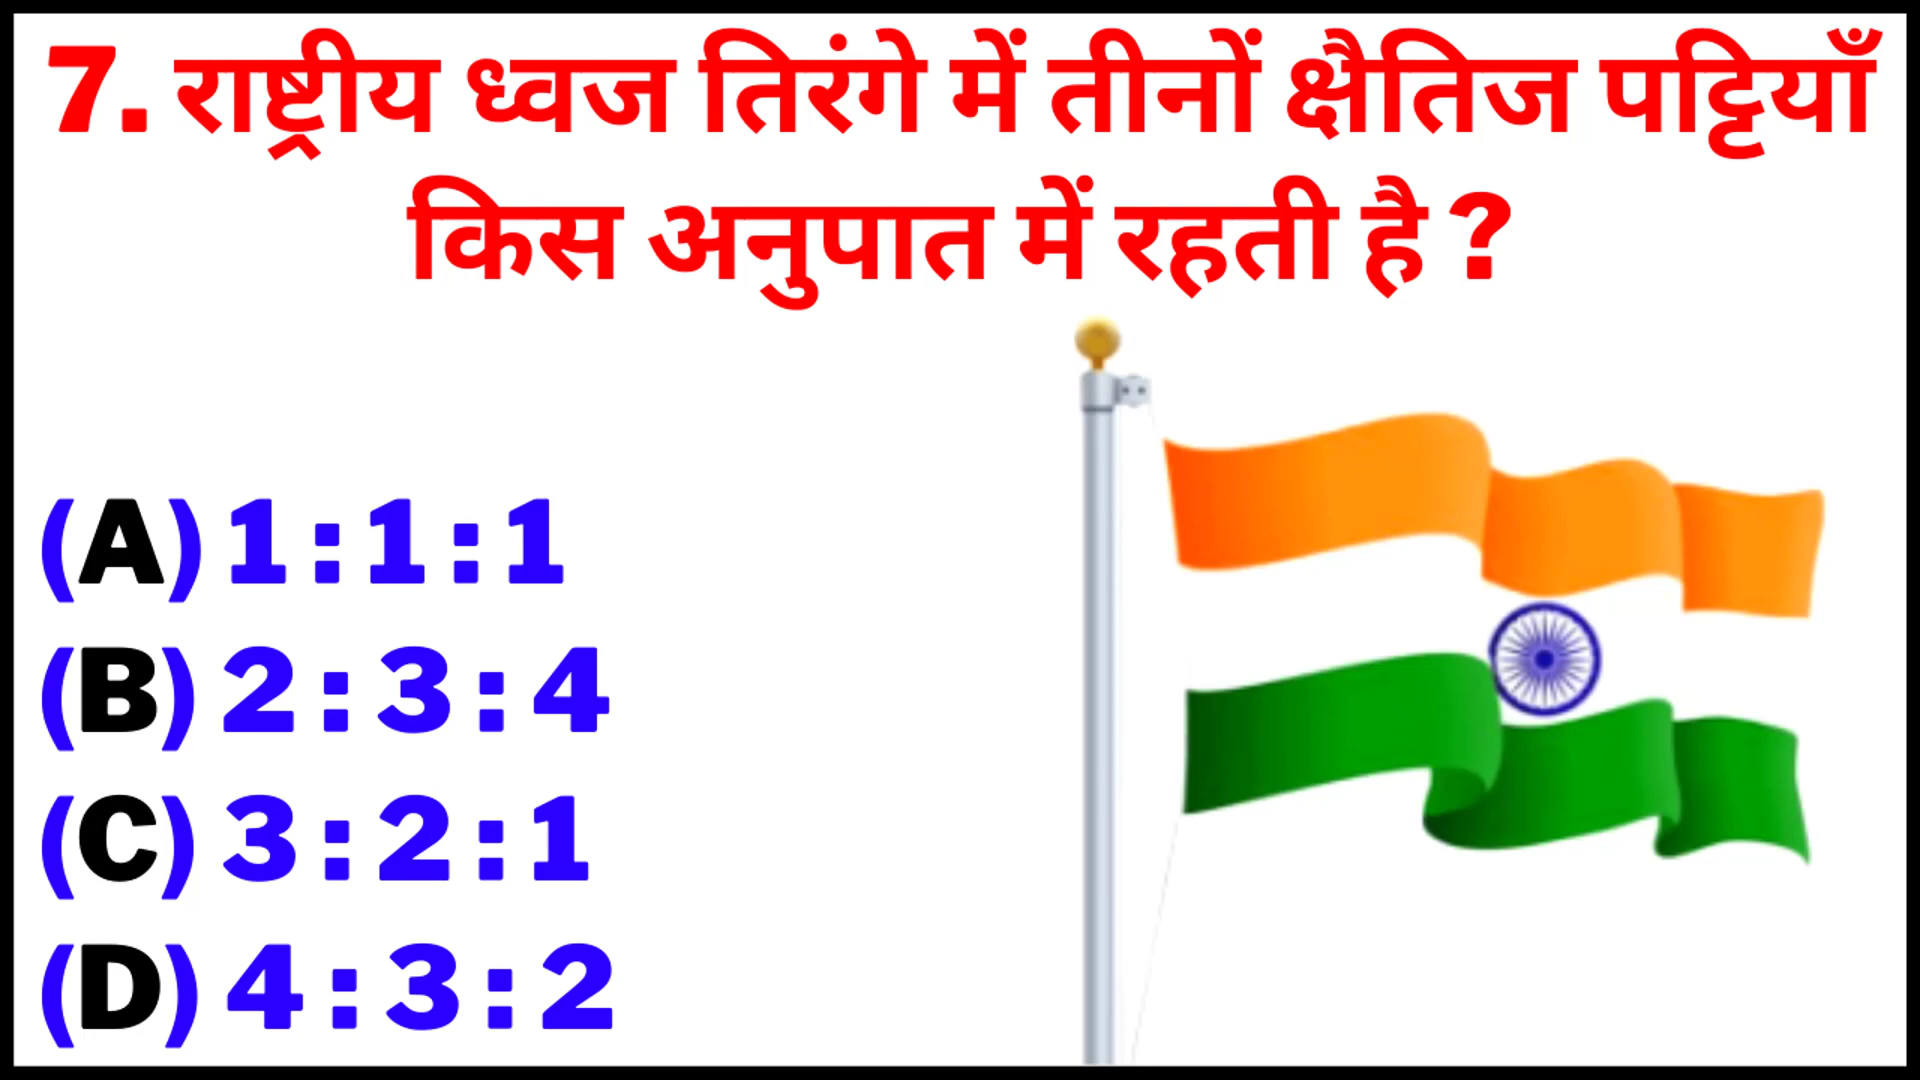 7. राष्ट्रीय ध्वज तिरंगे में तीनों क्षैतिज पट्टियाँ
किस अनुपात में रहती है ?
(A) 1 : 1 : 1
(B) 2 : 3 : 4
(C) 3 : 2 : 1
(D) 4 : 3 : 2